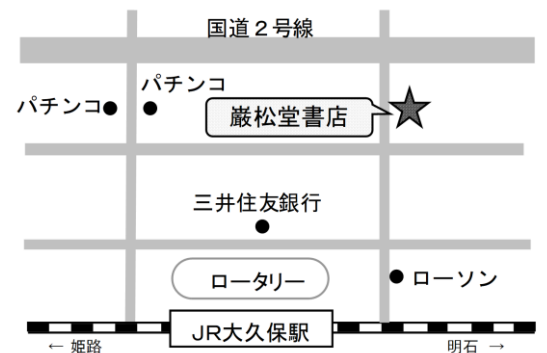 国道２号線
パチンコ
パチンコ
巌松堂書店
三井住友銀行
ロータリー
ローソン
JR大久保駅
← 姫路
明石 →